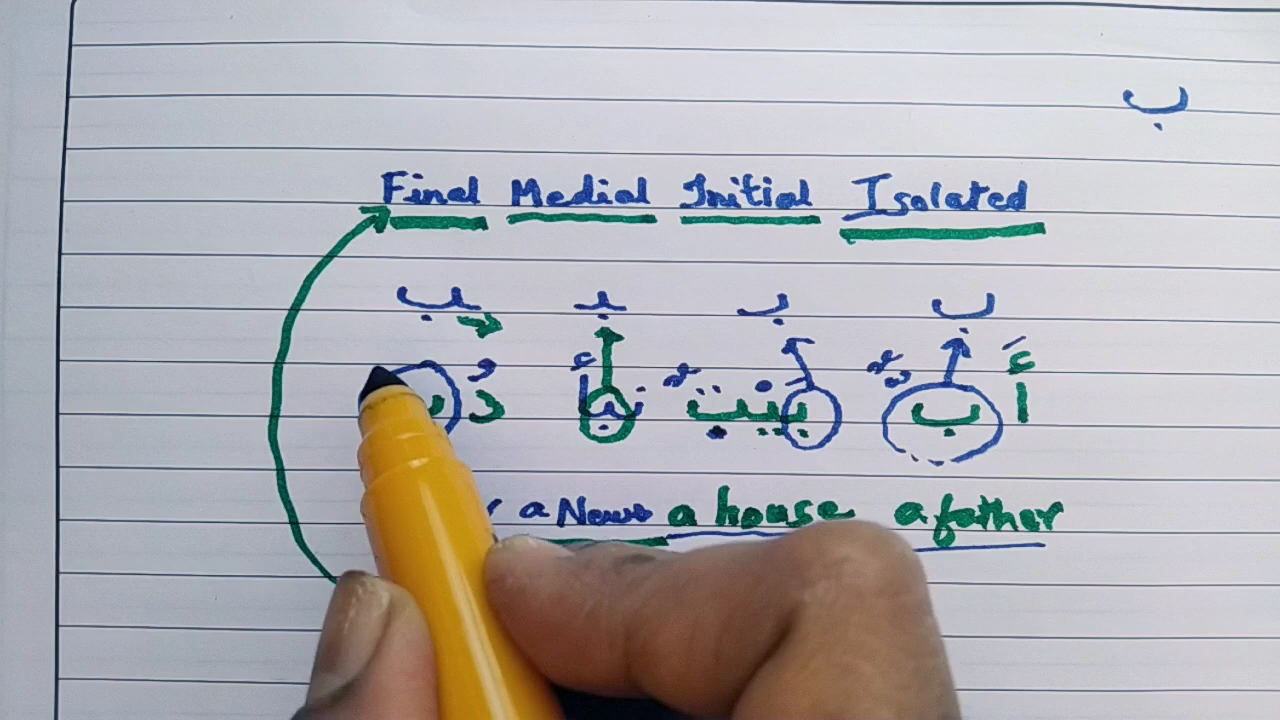 ب
Final Medial Initial Isolated
ب ـبـ بـ ـب
أَبٌ بَيْتٌ نَبَأ
a News a house a father